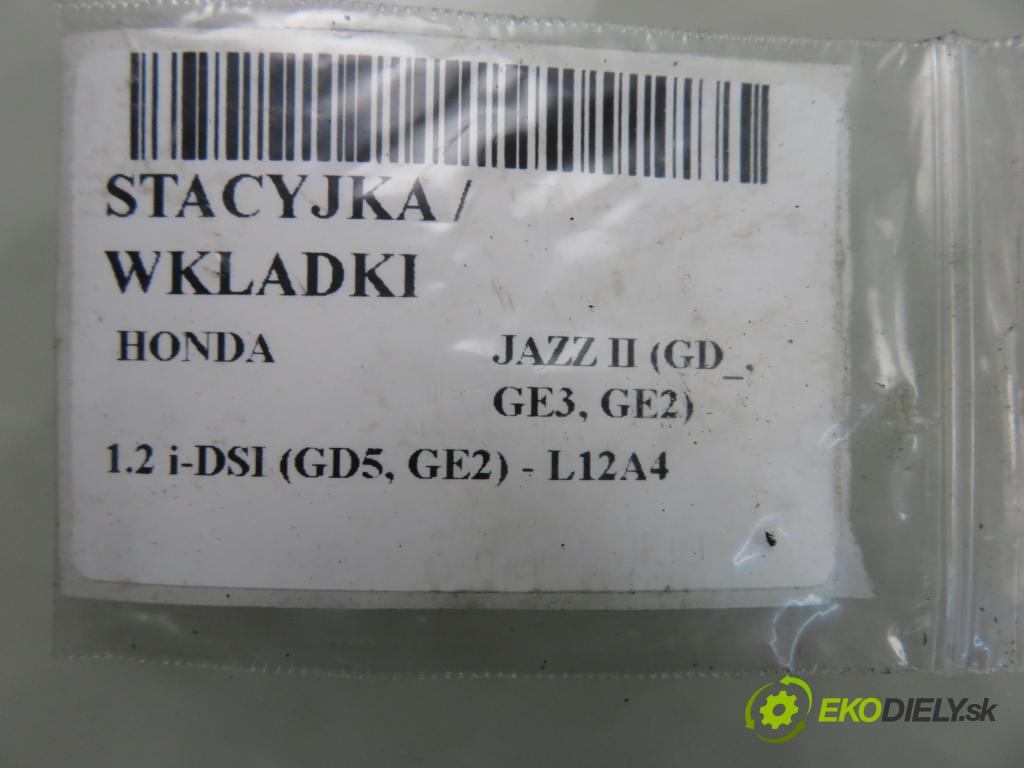 STACYJKA /
WKLADKI
HONDA JAZZ II (GD_,
GE3, GE2)
1.2 i-DSI (GD5, GE2) - L12A4
EKODIELY.sk